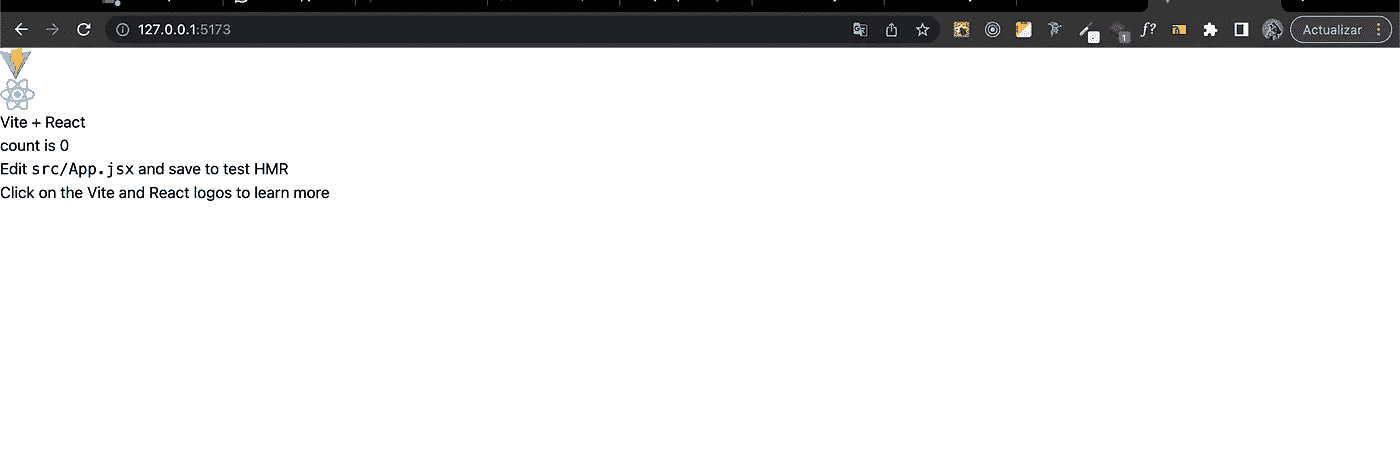 127.0.0.1:5173
1
f?
Actualizar
Vite + React
count is 0
Edit src/App.jsx and save to test HMR
Click on the Vite and React logos to learn more